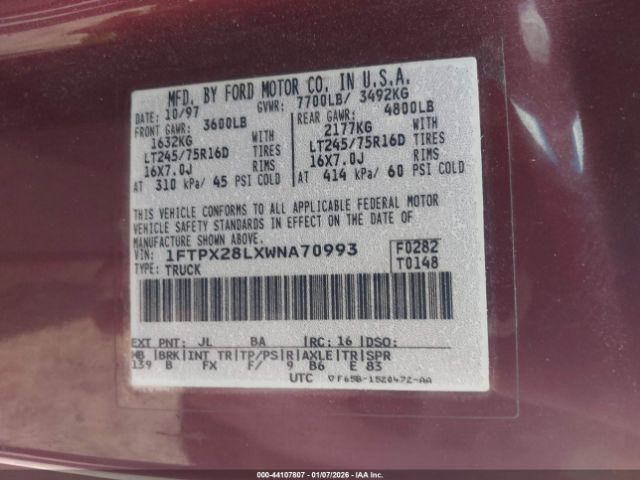 MFD. BY FORD MOTOR CO. IN U.S.A.
DATE: 10/97 GVWR: 7700LB/ 3492KG
FRONT GAWR: 3600LB REAR GAWR: 4800LB
1632KG WITH 2177KG WITH
LT245/75R16D TIRES LT245/75R16D TIRES
16X7.0J RIMS 16X7.0J RIMS
AT 310 kPa/ 45 PSI COLD AT 414 kPa/ 60 PSI COLD
THIS VEHICLE CONFORMS TO ALL APPLICABLE FEDERAL MOTOR
VEHICLE SAFETY STANDARDS IN EFFECT ON THE DATE OF
MANUFACTURE SHOWN ABOVE.
VIN: 1FTPX28LXWNA70993 F0282
TYPE: TRUCK T0148
EXT PNT: JL BA RC: 16 DSO:
WB BRK INT TR TP/PS R AXLE TR SPR
139 B FX F/ 9 B6 E 83
UTC ▽F65B-1520472-AA
000-44107807 - 01/07/2026 - IAAI.COM